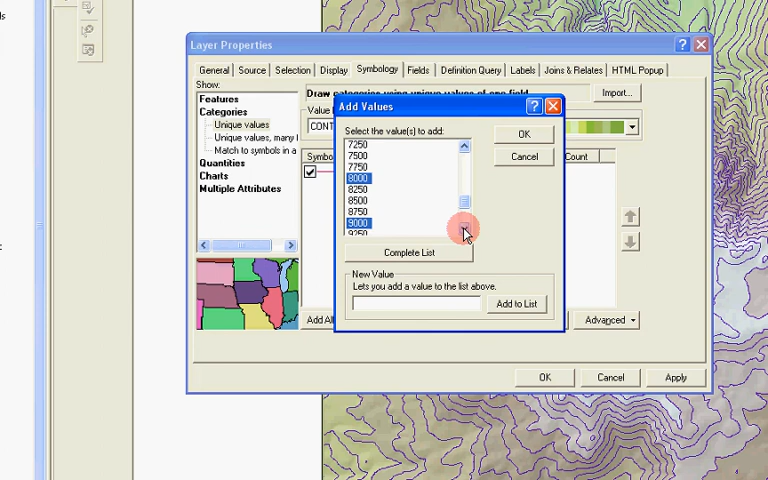 Layer Properties
General Source Selection Display Symbology Fields Definition Query Labels Joins & Relates HTML Popup
Show:
Features
Categories
Unique values
Unique values, many
Match to symbols in a
Quantities
Charts
Multiple Attributes
Draw categories using unique values of one field.
Import...
Value
CONT
Symbo
Count
Add All
Advanced
OK
Cancel
Apply
Add Values
Select the value(s) to add:
7250
7500
7750
8000
8250
8500
8750
9000
9250
OK
Cancel
Complete List
New Value
Lets you add a value to the list above.
Add to List